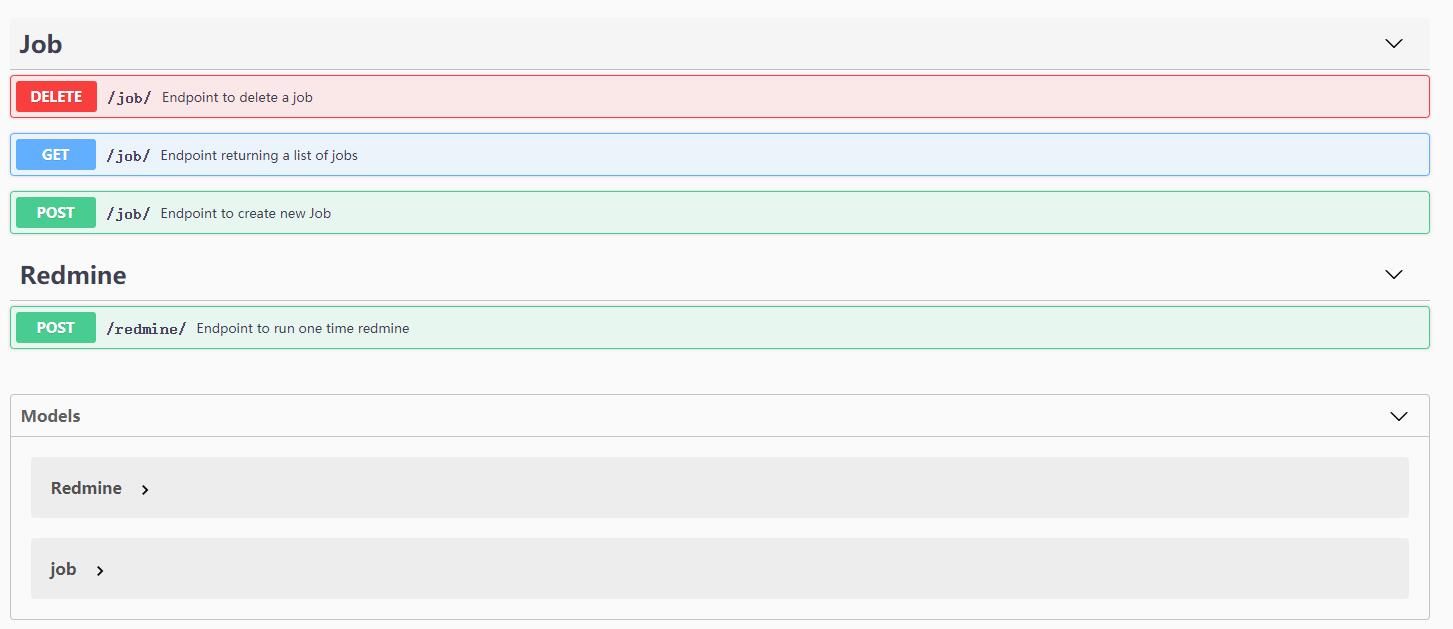 Job
DELETE /job/ Endpoint to delete a job
GET /job/ Endpoint returning a list of jobs
POST /job/ Endpoint to create new Job
Redmine
POST /redmine/ Endpoint to run one time redmine
Models
Redmine
job